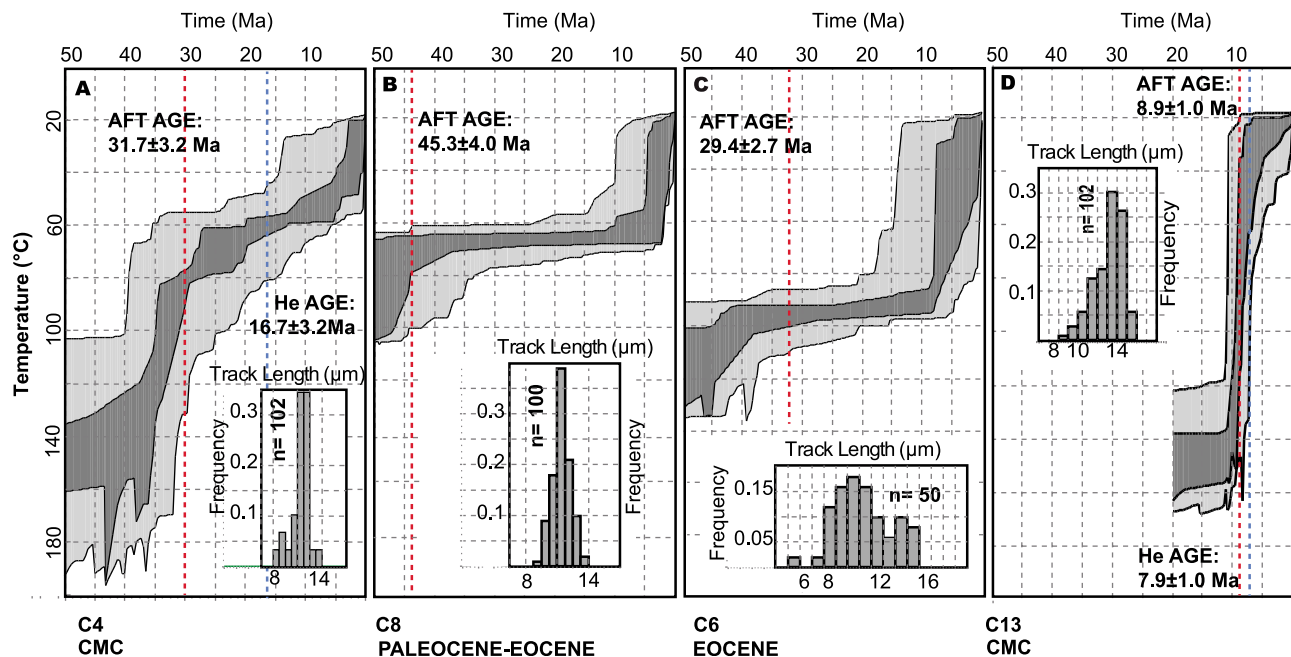 Time (Ma)
Time (Ma)
Time (Ma)
Time (Ma)
50 40 30 20 10
50 40 30 20 10
50 40 30 20 10
50 40 30 20 10
Temperature (°C)
20
60
100
140
180
A
AFT AGE:
31.7±3.2 Ma
He AGE:
16.7±3.2Ma
Track Length (µm)
Frequency
n= 102
0.3
0.2
0.1
8 14
C4
CMC
B
AFT AGE:
45.3±4.0 Ma
Track Length (µm)
n= 100
Frequency
0.3
0.2
0.1
8 14
C8
PALEOCENE-EOCENE
C
AFT AGE:
29.4±2.7 Ma
Track Length (µm)
Frequency
n= 50
0.15
0.05
6 8 12 16
C6
EOCENE
D
AFT AGE:
8.9±1.0 Ma
Track Length (µm)
n= 102
Frequency
0.3
0.2
0.1
8 10 14
He AGE:
7.9±1.0 Ma
C13
CMC